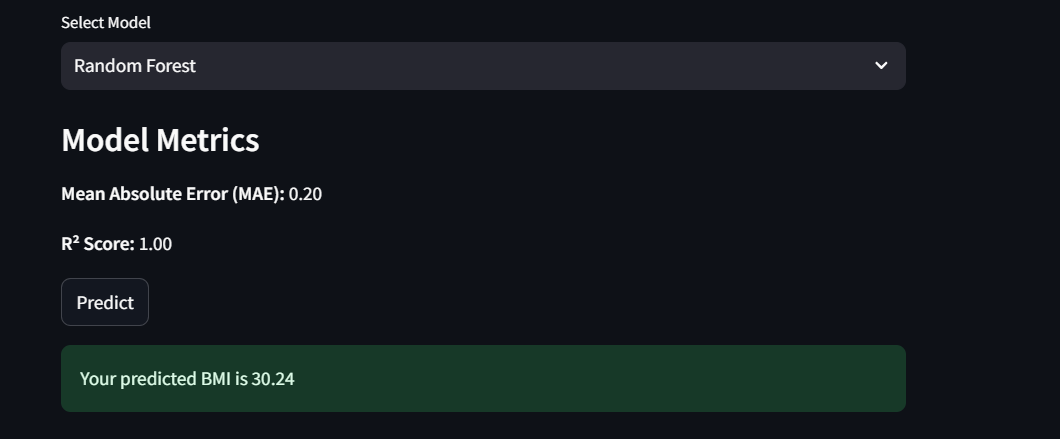 Select Model
Random Forest
Model Metrics
Mean Absolute Error (MAE): 0.20
R² Score: 1.00
Predict
Your predicted BMI is 30.24